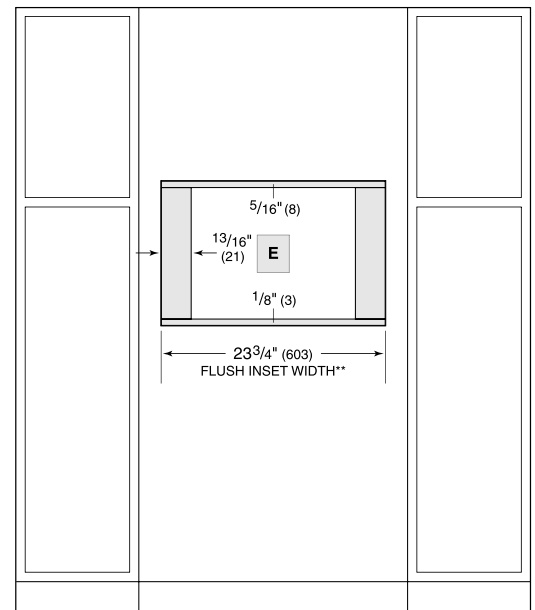 5/16" (8)
13/16"
(21)
E
1/8" (3)
23 3/4" (603)
FLUSH INSET WIDTH**